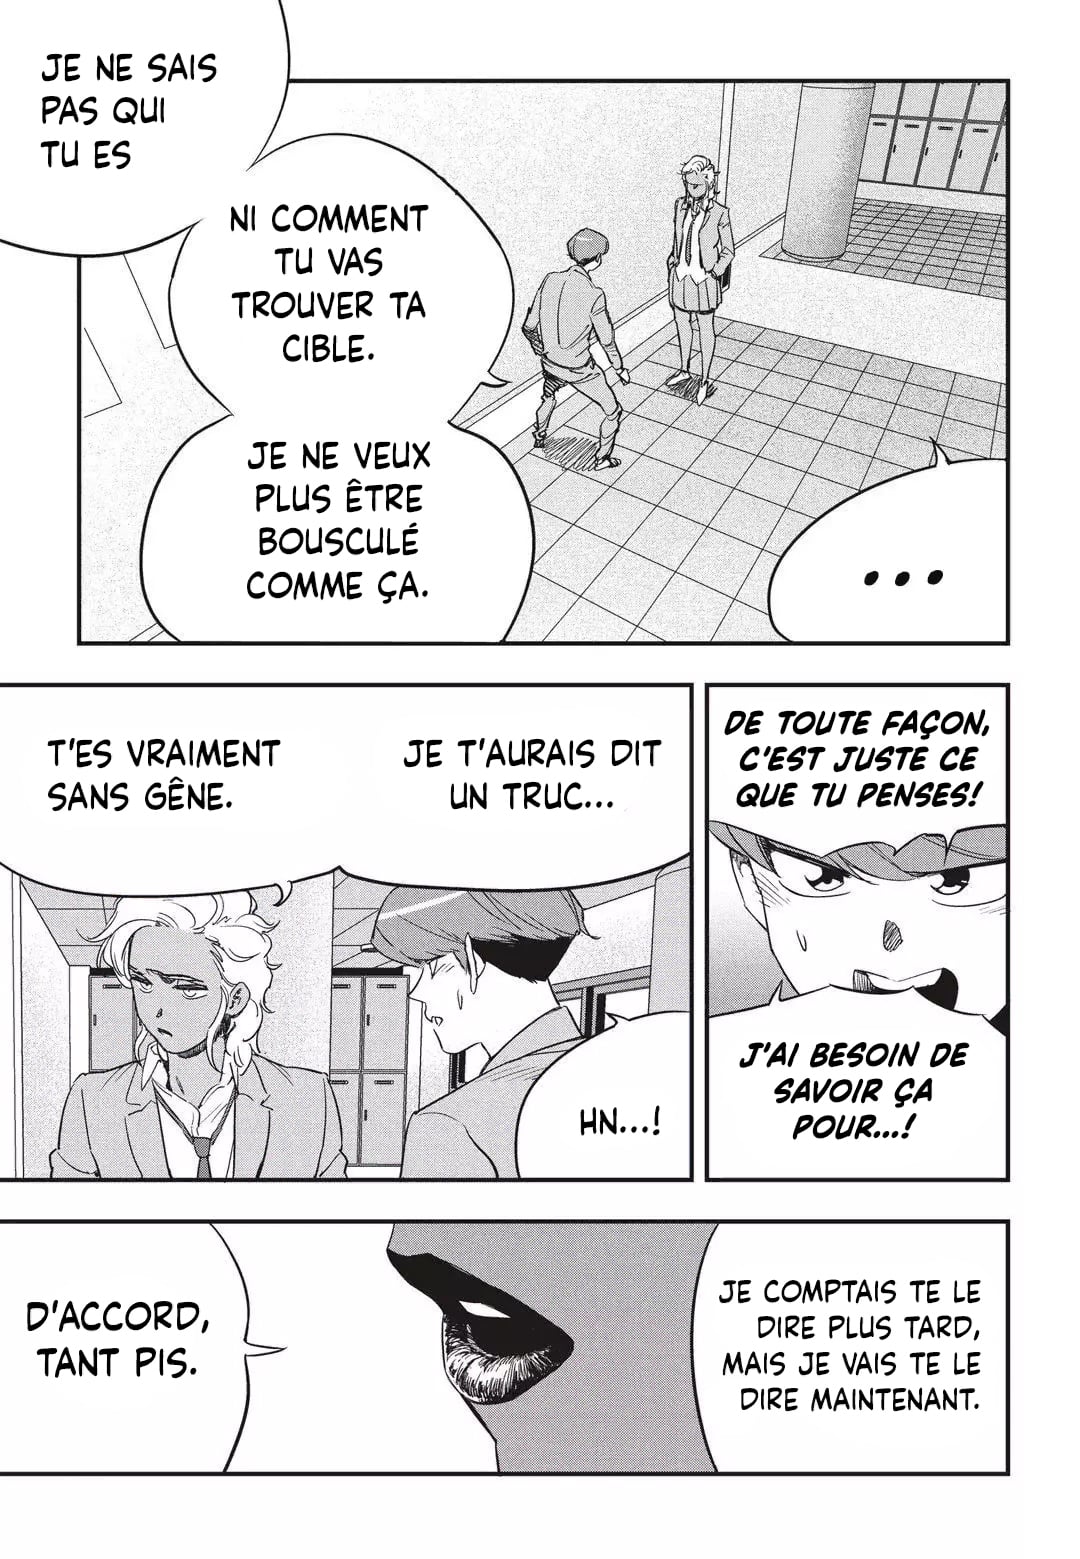 JE NE SAIS
PAS QUI
TU ES
NI COMMENT
TU VAS
TROUVER TA
CIBLE.
JE NE VEUX
PLUS ÊTRE
BOUSCULÉ
COMME ÇA.
...
DE TOUTE FAÇON,
C'EST JUSTE CE
QUE TU PENSES!
J'AI BESOIN DE
SAVOIR ÇA
POUR...!
JE T'AURAIS DIT
UN TRUC...
T'ES VRAIMENT
SANS GÊNE.
HN...!
JE COMPTAIS TE LE
DIRE PLUS TARD,
MAIS JE VAIS TE LE
DIRE MAINTENANT.
D'ACCORD,
TANT PIS.